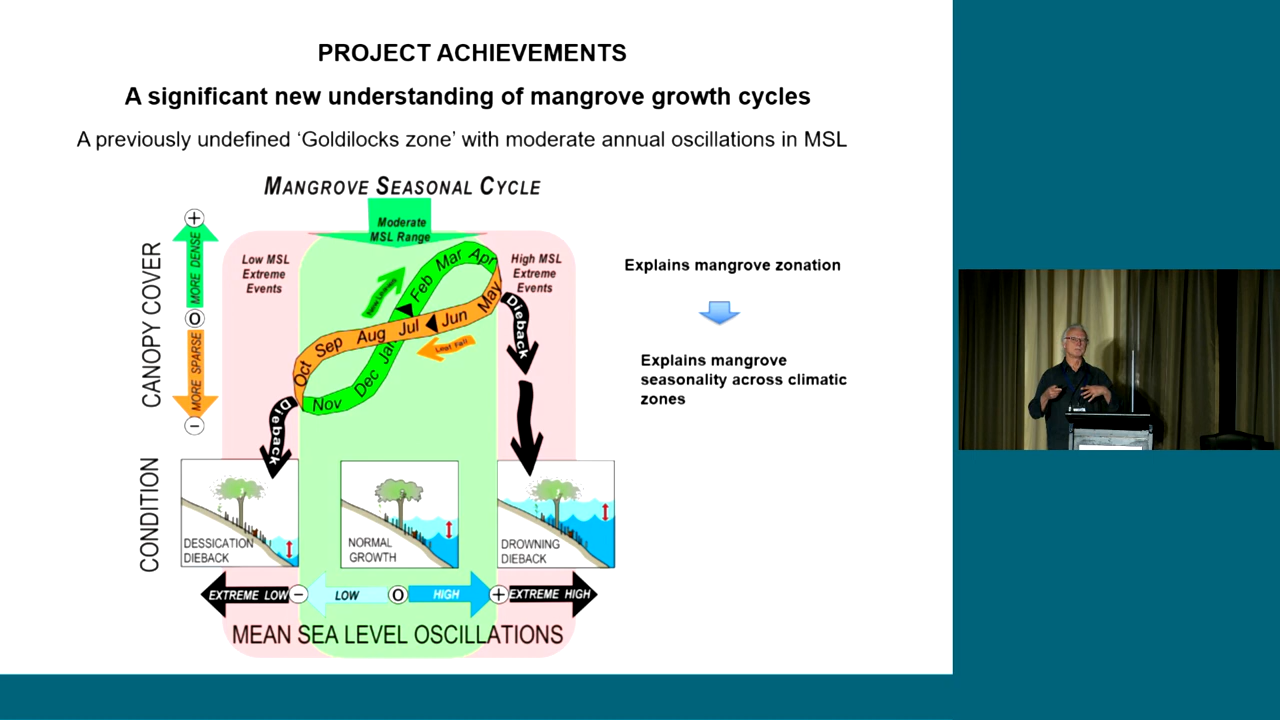 PROJECT ACHIEVEMENTS
A significant new understanding of mangrove growth cycles
A previously undefined ‘Goldilocks zone’ with moderate annual oscillations in MSL
MANGROVE SEASONAL CYCLE
Moderate
MSL Range
Low MSL
Extreme
Events
High MSL
Extreme
Events
CANOPY COVER
MORE DENSE
MORE SPARSE
+
O
−
New Leaves
Leaf Fall
Nov
Dec
Jan
Feb
Mar
Apr
May
Jun
Jul
Aug
Sep
Oct
Dieback
Dieback
Explains mangrove zonation
Explains mangrove
seasonality across climatic
zones
CONDITION
DESSICATION
DIEBACK
NORMAL
GROWTH
DROWNING
DIEBACK
EXTREME LOW − LOW O HIGH + EXTREME HIGH
MEAN SEA LEVEL OSCILLATIONS